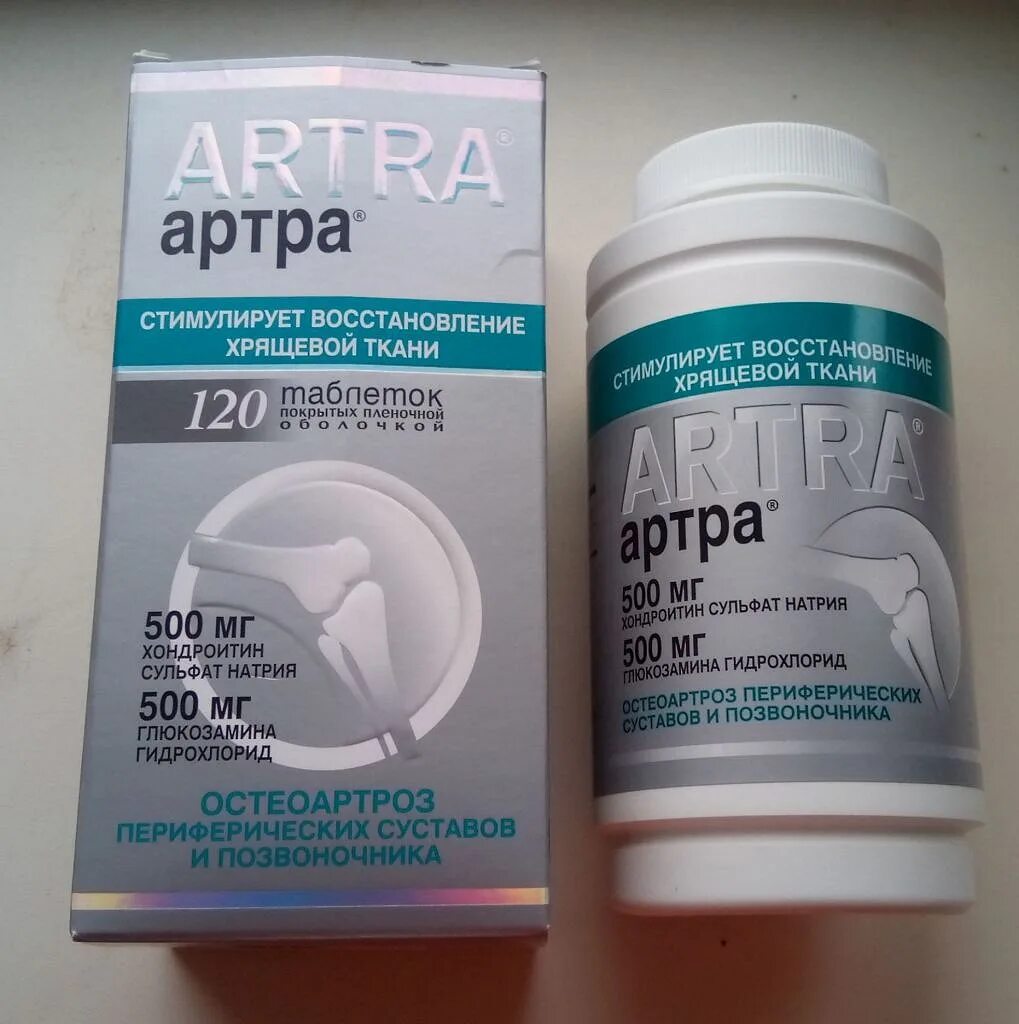 ARTRA®
артра®
СТИМУЛИРУЕТ ВОССТАНОВЛЕНИЕ
ХРЯЩЕВОЙ ТКАНИ
120 таблеток
покрытых пленочной
оболочкой
500 мг
ХОНДРОИТИН
СУЛЬФАТ НАТРИЯ
500 мг
ГЛЮКОЗАМИНА
ГИДРОХЛОРИД
ОСТЕОАРТРОЗ
ПЕРИФЕРИЧЕСКИХ СУСТАВОВ
И ПОЗВОНОЧНИКА
СТИМУЛИРУЕТ ВОССТАНОВЛЕНИЕ
ХРЯЩЕВОЙ ТКАНИ
ARTRA®
артра®
500 мг
ХОНДРОИТИН СУЛЬФАТ НАТРИЯ
500 мг
ГЛЮКОЗАМИНА ГИДРОХЛОРИД
ОСТЕОАРТРОЗ ПЕРИФЕРИЧЕСКИХ
СУСТАВОВ И ПОЗВОНОЧНИКА